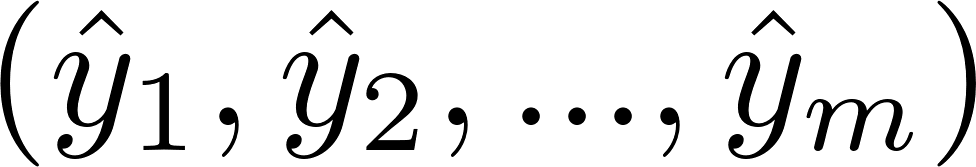 (ŷ₁, ŷ₂, ..., ŷₘ)